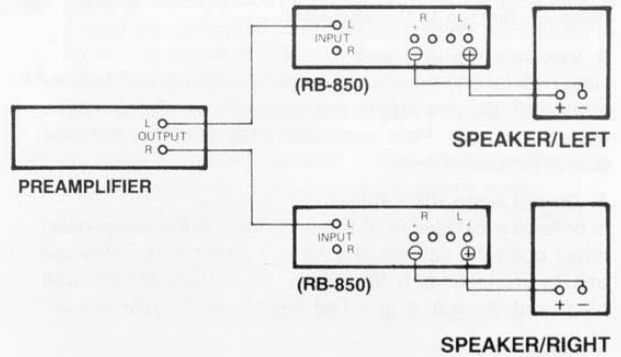 L
INPUT
R
R L
(RB-850)
SPEAKER/LEFT
L
OUTPUT
R
PREAMPLIFIER
L
INPUT
R
R L
(RB-850)
SPEAKER/RIGHT